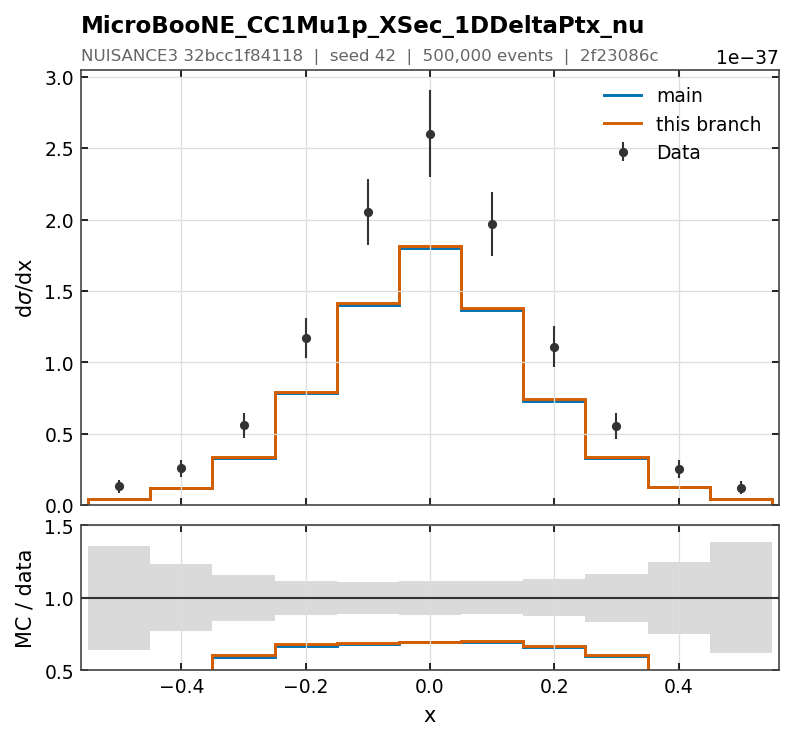 MicroBooNE_CC1Mu1p_XSec_1DDeltaPtx_nu
NUISANCE3 32bcc1f84118 | seed 42 | 500,000 events | 2f23086c
1e−37
main
this branch
Data
3.0
2.5
2.0
1.5
1.0
0.5
0.0
dσ/dx
1.5
1.0
0.5
MC / data
−0.4
−0.2
0.0
0.2
0.4
x